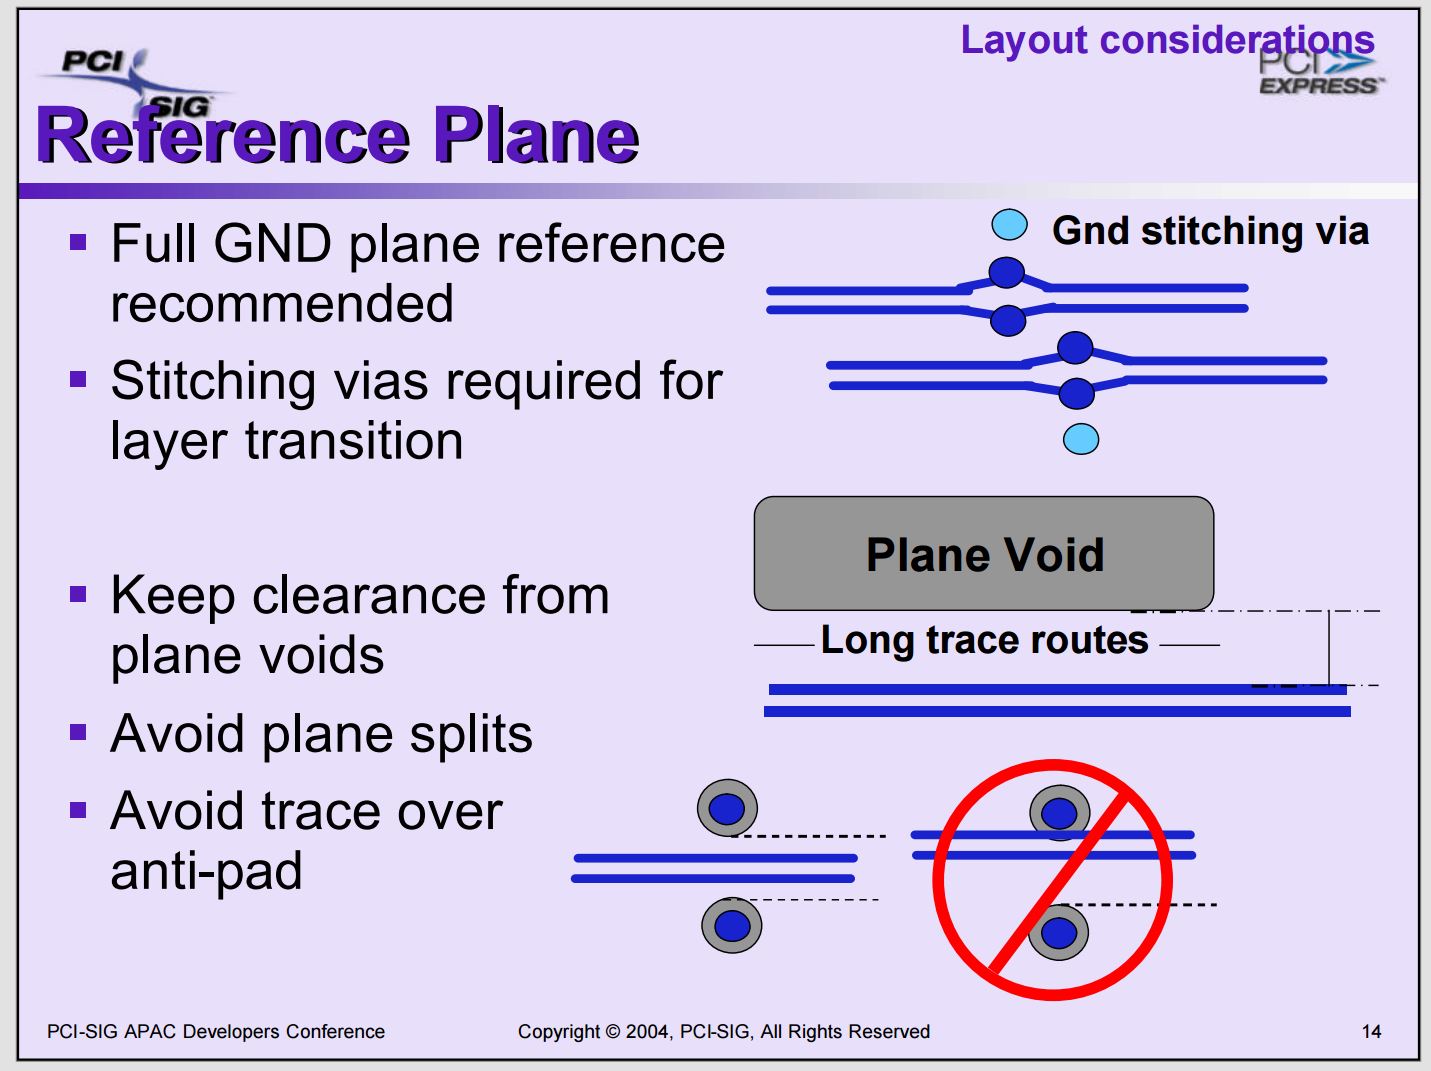 Layout considerations
PCI
SIG
PCI
EXPRESS
Reference Plane
Full GND plane reference
recommended
Stitching vias required for
layer transition
Keep clearance from
plane voids
Avoid plane splits
Avoid trace over
anti-pad
Gnd stitching via
Plane Void
Long trace routes
PCI-SIG APAC Developers Conference
Copyright © 2004, PCI-SIG, All Rights Reserved
14